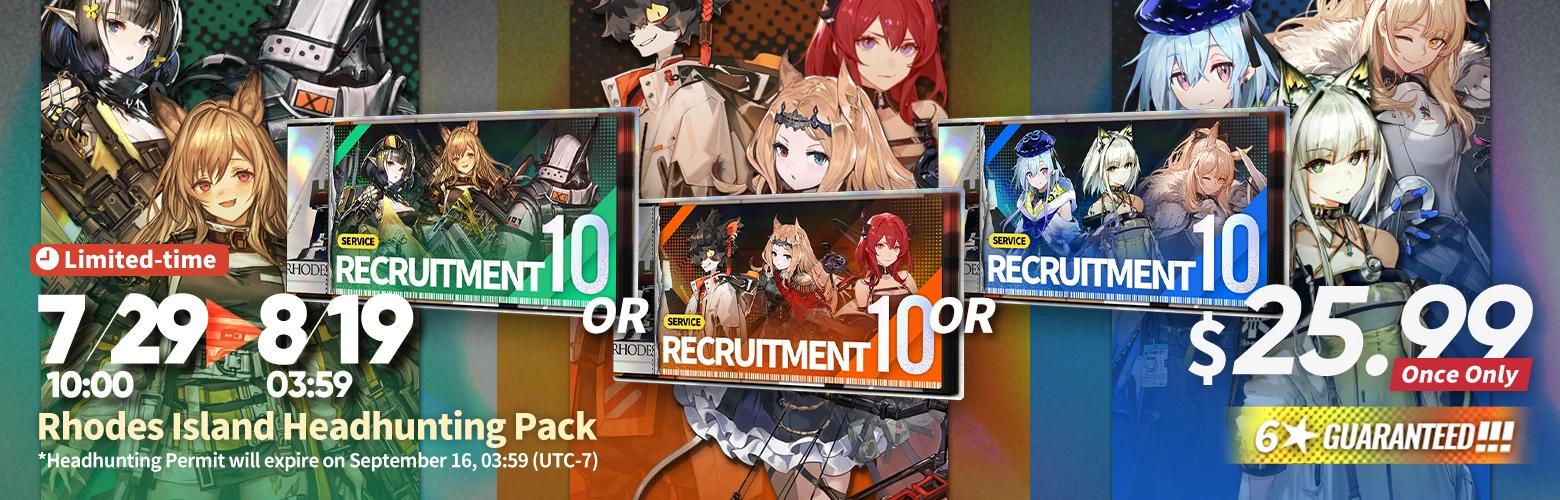 Limited-time
7/29 8/19
10:00 03:59
Rhodes Island Headhunting Pack
*Headhunting Permit will expire on September 16, 03:59 (UTC-7)
RHODES
SERVICE
RECRUITMENT 10
OR
RHODES
SERVICE
RECRUITMENT 10
OR
SERVICE
RECRUITMENT 10
$25.99
Once Only
6★ GUARANTEED!!!